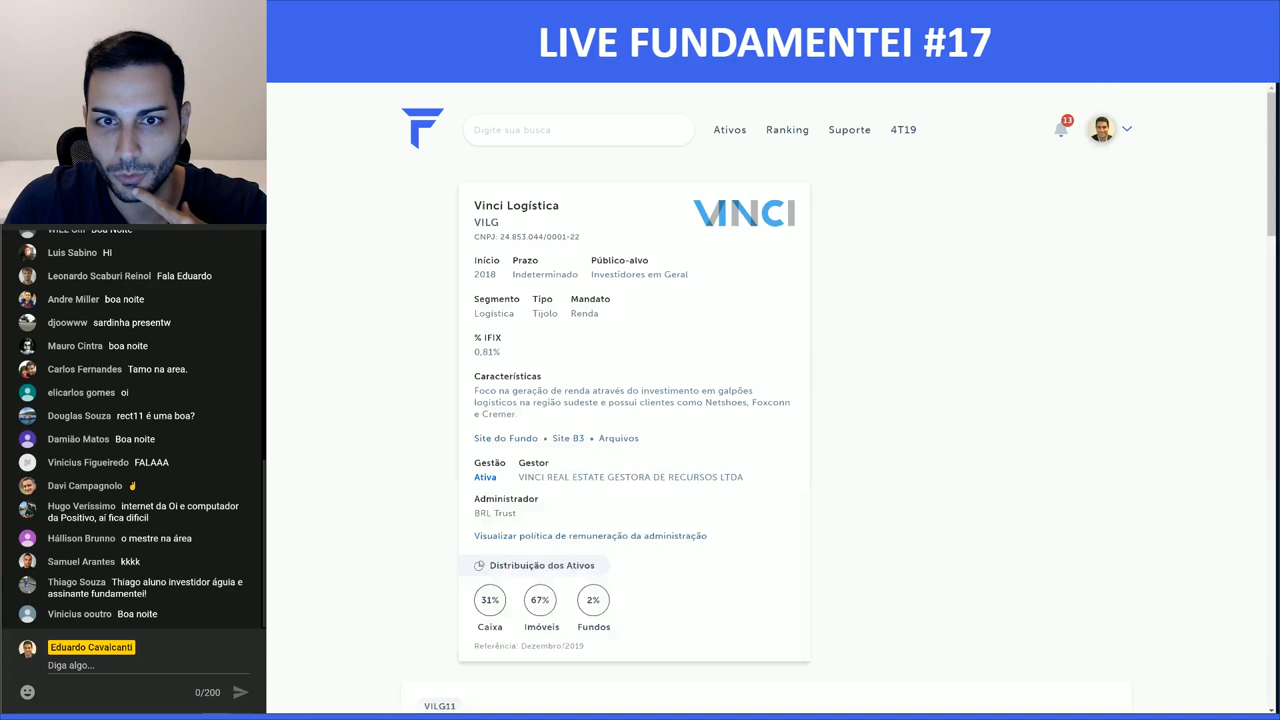 LIVE FUNDAMENTEI #17
Digite sua busca
Ativos
Ranking
Suporte
4T19
13
Vinci Logística
VILG
CNPJ: 24.853.044/0001-22
VINCI
Início Prazo Público-alvo
2018 Indeterminado Investidores em Geral
Segmento Tipo Mandato
Logística Tijolo Renda
% IFIX
0,81%
Características
Foco na geração de renda através do investimento em galpões
logísticos na região sudeste e possui clientes como Netshoes, Foxconn
e Cremer.
Site do Fundo • Site B3 • Arquivos
Gestão Gestor
Ativa VINCI REAL ESTATE GESTORA DE RECURSOS LTDA
Administrador
BRL Trust
Visualizar política de remuneração da administração
Distribuição dos Ativos
31% 67% 2%
Caixa Imóveis Fundos
Referência: Dezembro/2019
VILG11
Boa Noite
Luis Sabino HI
Leonardo Scaburi Reinol Fala Eduardo
Andre Miller boa noite
djoowww sardinha presentw
Mauro Cintra boa noite
Carlos Fernandes Tamo na area.
elicarlos gomes oi
Douglas Souza rect11 é uma boa?
Damião Matos Boa noite
Vinicius Figueiredo FALAAA
Davi Campagnolo ✌
Hugo Veríssimo internet da Oi e computador
da Positivo, aí fica dificil
Hállison Brunno o mestre na área
Samuel Arantes kkkk
Thiago Souza Thiago aluno investidor águia e
assinante fundamentei!
Vinicius ooutro Boa noite
Eduardo Cavalcanti
Diga algo...
0/200